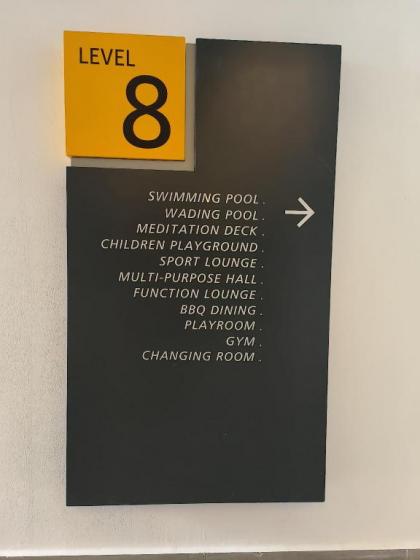 LEVEL
8
SWIMMING POOL .
WADING POOL .
MEDITATION DECK .
CHILDREN PLAYGROUND .
SPORT LOUNGE .
MULTI-PURPOSE HALL .
FUNCTION LOUNGE .
BBQ DINING .
PLAYROOM .
GYM .
CHANGING ROOM .